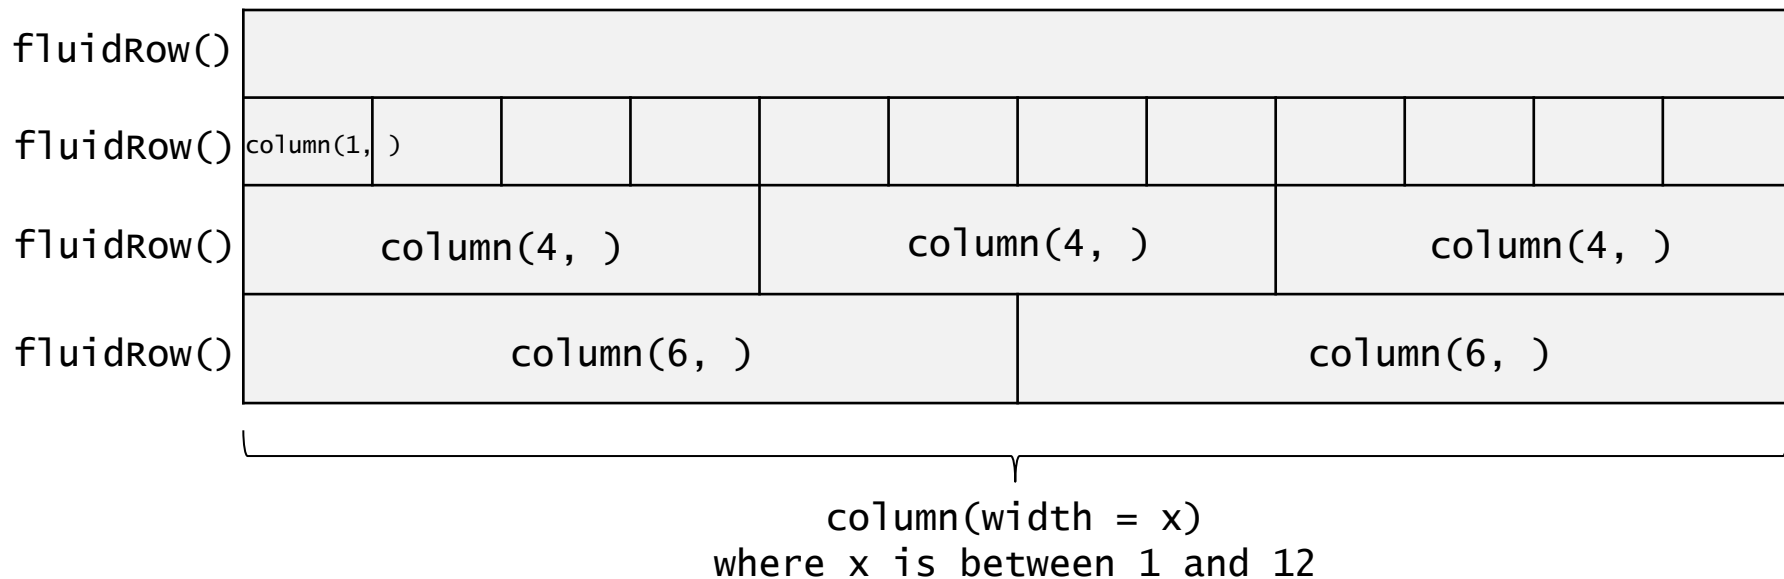 fluidRow()
fluidRow() column(1, )
fluidRow() column(4, ) column(4, ) column(4, )
fluidRow() column(6, ) column(6, )
column(width = x)
where x is between 1 and 12